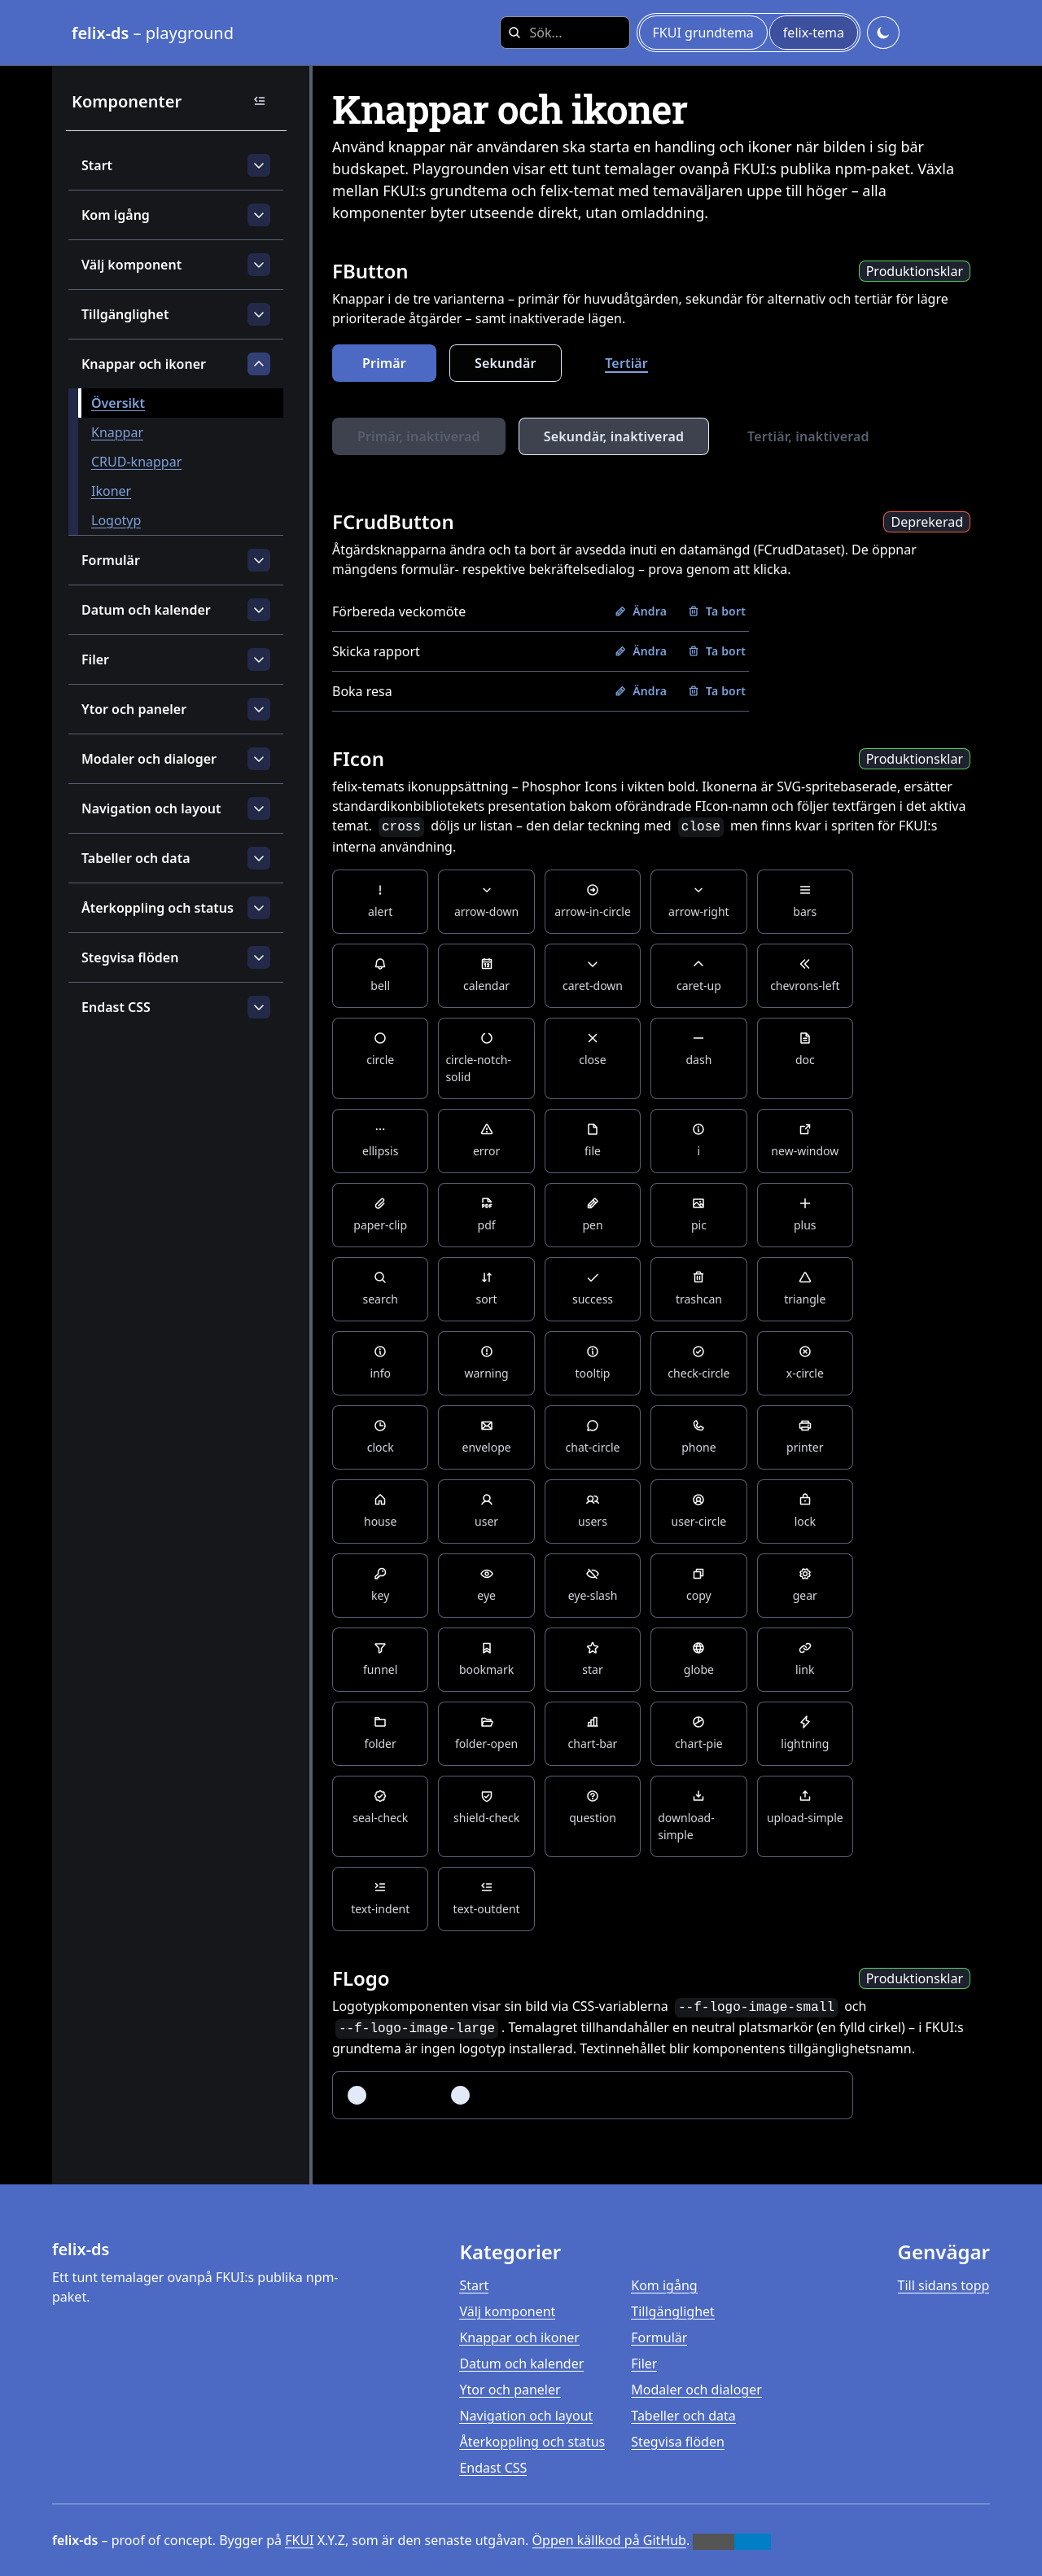 felix-ds – playground
Sök...
FKUI grundtema
felix-tema
Komponenter
Start
Kom igång
Välj komponent
Tillgänglighet
Knappar och ikoner
Översikt
Knappar
CRUD-knappar
Ikoner
Logotyp
Formulär
Datum och kalender
Filer
Ytor och paneler
Modaler och dialoger
Navigation och layout
Tabeller och data
Återkoppling och status
Stegvisa flöden
Endast CSS
Knappar och ikoner
Använd knappar när användaren ska starta en handling och ikoner när bilden i sig bär
budskapet. Playgrounden visar ett tunt temalager ovanpå FKUI:s publika npm-paket. Växla
mellan FKUI:s grundtema och felix-temat med temaväljaren uppe till höger – alla
komponenter byter utseende direkt, utan omladdning.
FButton
Produktionsklar
Knappar i de tre varianterna – primär för huvudåtgärden, sekundär för alternativ och tertiär för lägre
prioriterade åtgärder – samt inaktiverade lägen.
Primär
Sekundär
Tertiär
Primär, inaktiverad
Sekundär, inaktiverad
Tertiär, inaktiverad
FCrudButton
Deprekerad
Åtgärdsknapparna ändra och ta bort är avsedda inuti en datamängd (FCrudDataset). De öppnar
mängdens formulär- respektive bekräftelsedialog – prova genom att klicka.
Förbereda veckomöte
Ändra
Ta bort
Skicka rapport
Ändra
Ta bort
Boka resa
Ändra
Ta bort
FIcon
Produktionsklar
felix-temats ikonuppsättning – Phosphor Icons i vikten bold. Ikonerna är SVG-spritebaserade, ersätter
standardikonbibliotekets presentation bakom oförändrade FIcon-namn och följer textfärgen i det aktiva
temat. cross döljs ur listan – den delar teckning med close men finns kvar i spriten för FKUI:s
interna användning.
alert
arrow-down
arrow-in-circle
arrow-right
bars
bell
calendar
caret-down
caret-up
chevrons-left
circle
circle-notch-
solid
close
dash
doc
ellipsis
error
file
i
new-window
paper-clip
pdf
pen
pic
plus
search
sort
success
trashcan
triangle
info
warning
tooltip
check-circle
x-circle
clock
envelope
chat-circle
phone
printer
house
user
users
user-circle
lock
key
eye
eye-slash
copy
gear
funnel
bookmark
star
globe
link
folder
folder-open
chart-bar
chart-pie
lightning
seal-check
shield-check
question
download-
simple
upload-simple
text-indent
text-outdent
FLogo
Produktionsklar
Logotypkomponenten visar sin bild via CSS-variablerna --f-logo-image-small och
--f-logo-image-large. Temalagret tillhandahåller en neutral platsmarkör (en fylld cirkel) – i FKUI:s
grundtema är ingen logotyp installerad. Textinnehållet blir komponentens tillgänglighetsnamn.
felix-ds
Ett tunt temalager ovanpå FKUI:s publika npm-
paket.
Kategorier
Start
Kom igång
Välj komponent
Tillgänglighet
Knappar och ikoner
Formulär
Datum och kalender
Filer
Ytor och paneler
Modaler och dialoger
Navigation och layout
Tabeller och data
Återkoppling och status
Stegvisa flöden
Endast CSS
Genvägar
Till sidans topp
felix-ds – proof of concept. Bygger på FKUI X.Y.Z, som är den senaste utgåvan. Öppen källkod på GitHub.